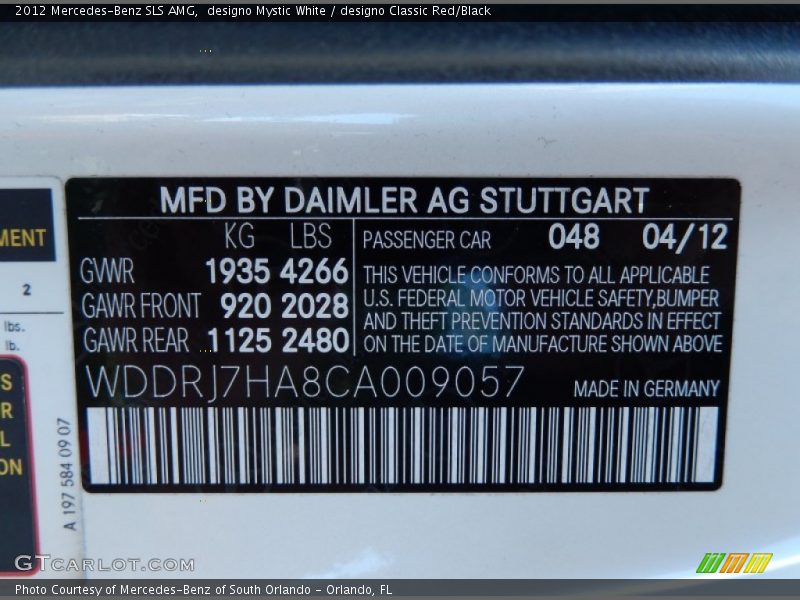 2012 Mercedes-Benz SLS AMG, designo Mystic White / designo Classic Red/Black
MENT
2
lbs.
lb.
S
R
L
ON
A 197 584 09 07
MFD BY DAIMLER AG STUTTGART
KG LBS
GVWR 1935 4266
GAWR FRONT 920 2028
GAWR REAR 1125 2480
PASSENGER CAR 048 04/12
THIS VEHICLE CONFORMS TO ALL APPLICABLE
U.S. FEDERAL MOTOR VEHICLE SAFETY,BUMPER
AND THEFT PREVENTION STANDARDS IN EFFECT
ON THE DATE OF MANUFACTURE SHOWN ABOVE
WDDRJ7HA8CA009057 MADE IN GERMANY
GTCARLOT.COM
Photo Courtesy of Mercedes-Benz of South Orlando - Orlando, FL